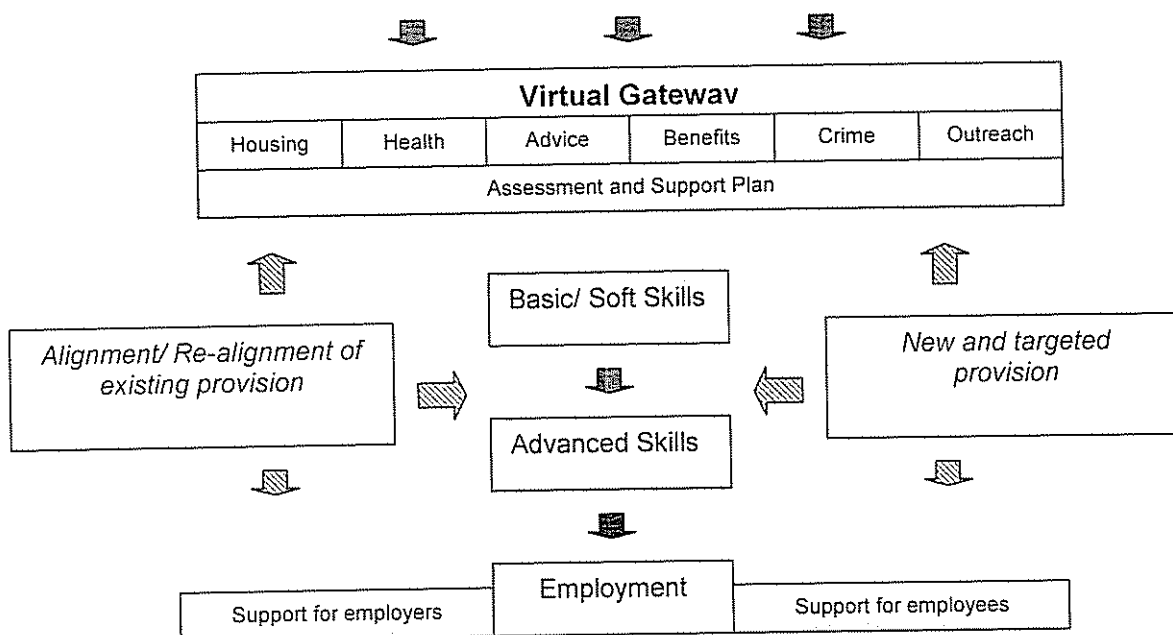 Virtual Gateway
Housing
Health
Advice
Benefits
Crime
Outreach
Assessment and Support Plan
Basic/ Soft Skills
Alignment/ Re-alignment of
existing provision
New and targeted
provision
Advanced Skills
Employment
Support for employers
Support for employees